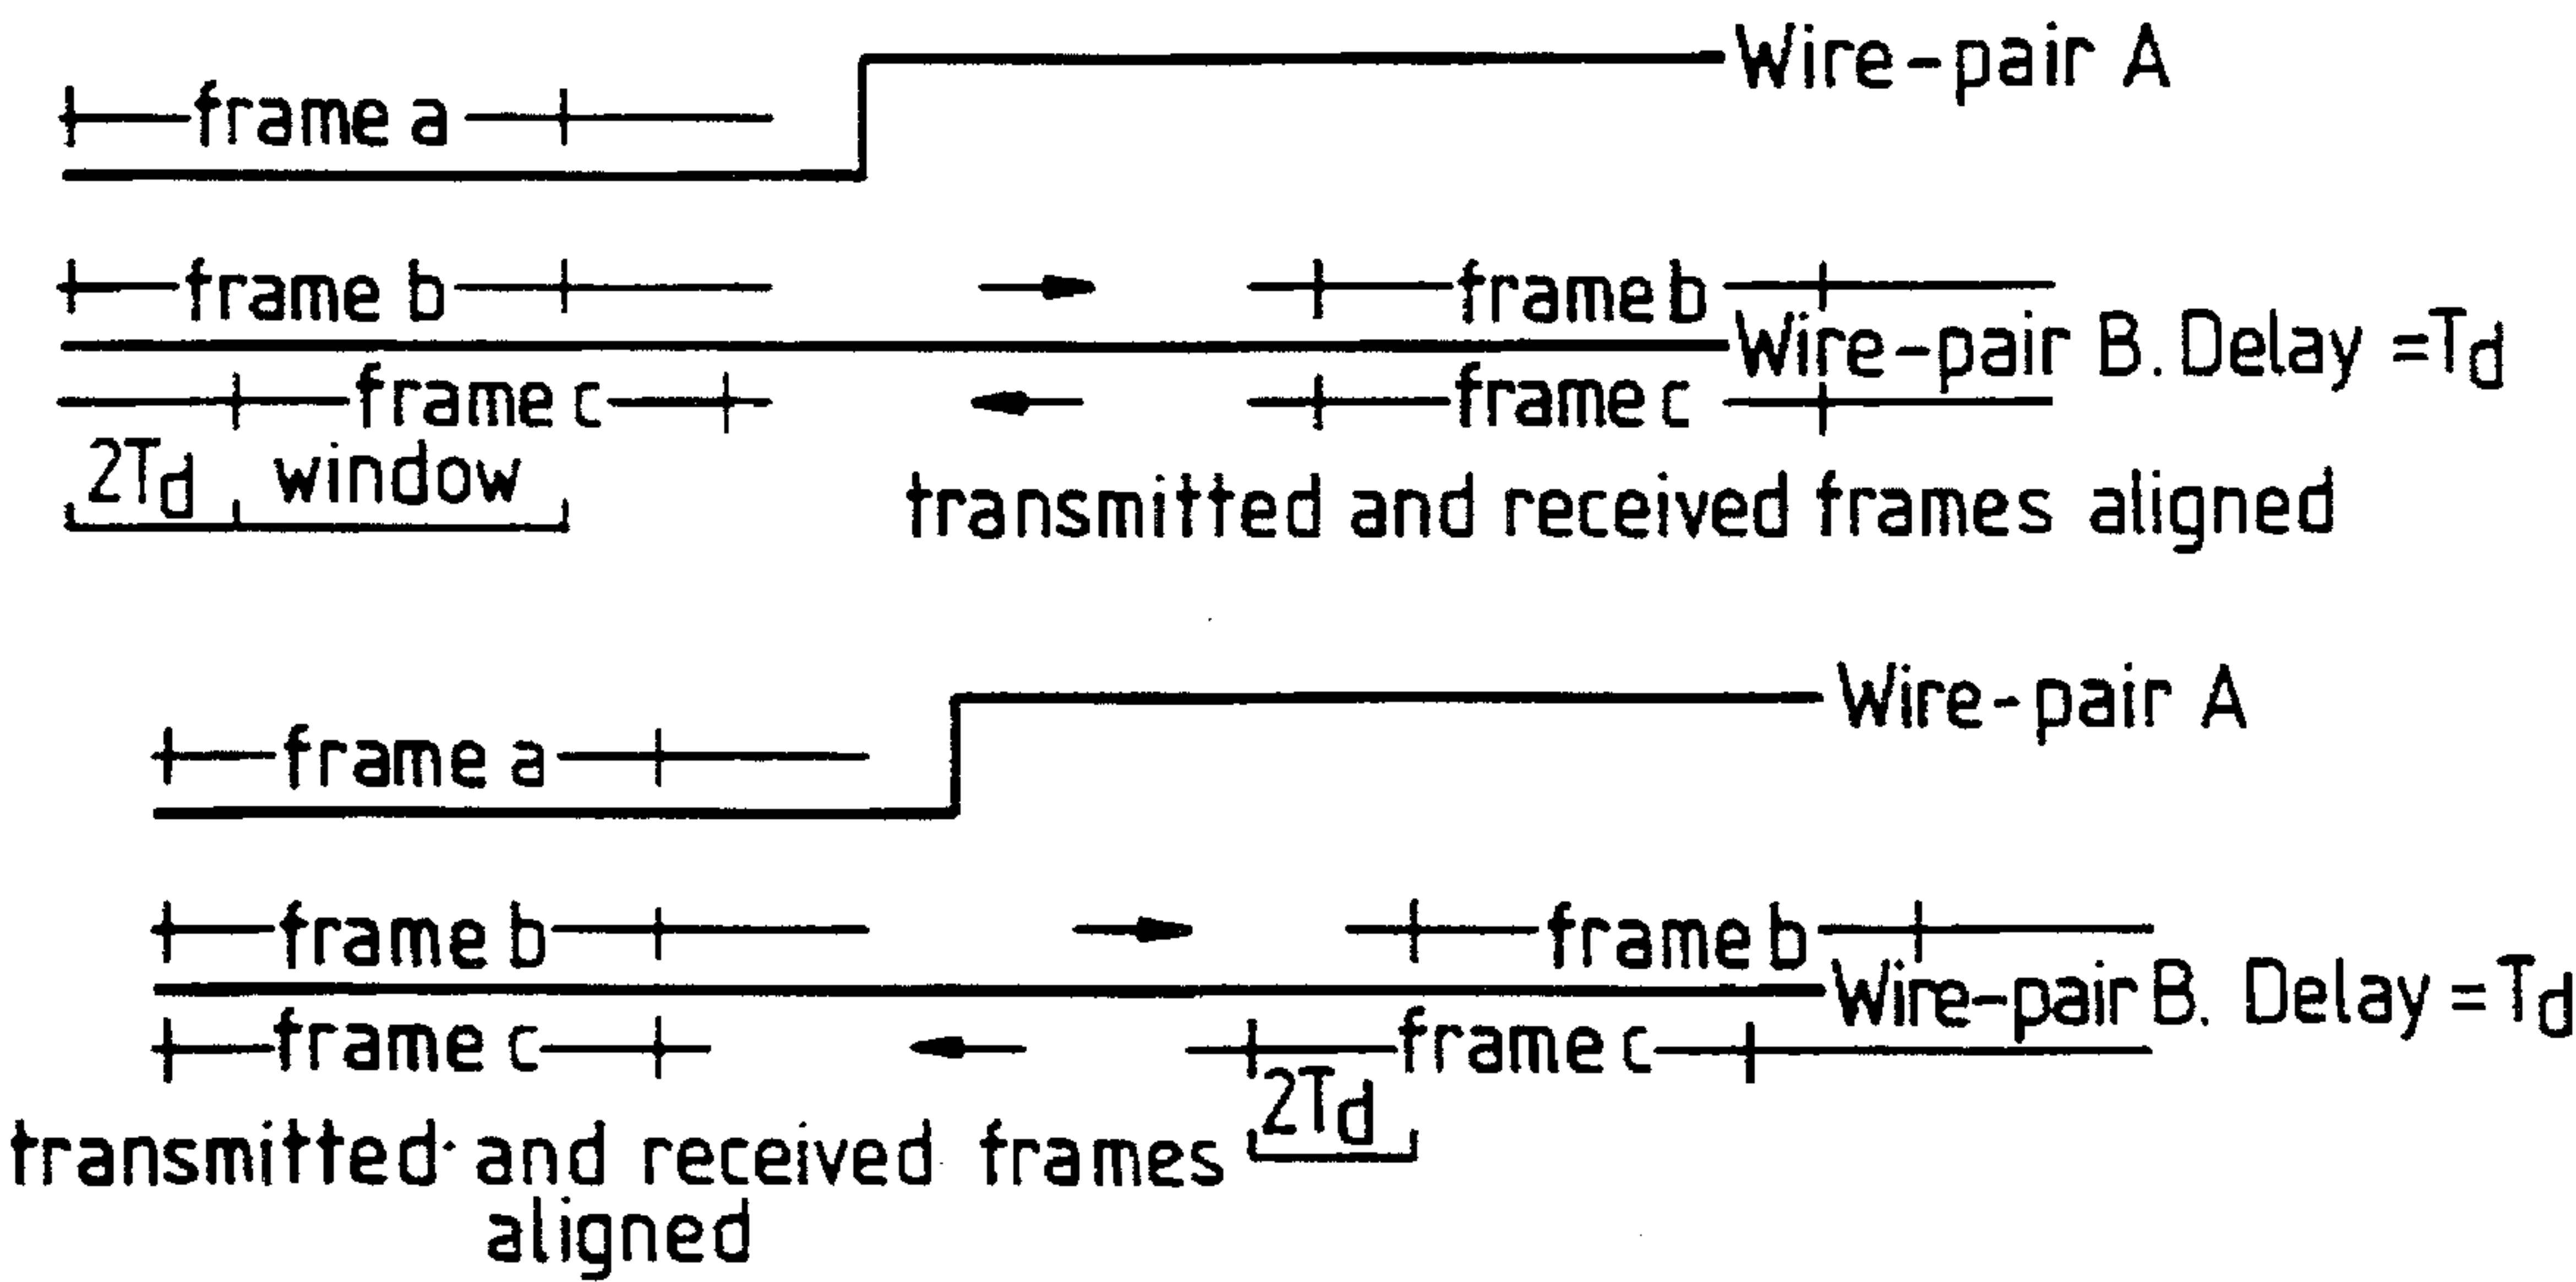 Wire-pair A
frame a
frame b
frame b
Wire-pair B. Delay = Td
frame c
frame c
2Td window
transmitted and received frames aligned
Wire-pair A
frame a
frame b
frame b
Wire-pair B. Delay = Td
frame c
frame c
2Td
transmitted and received frames
aligned